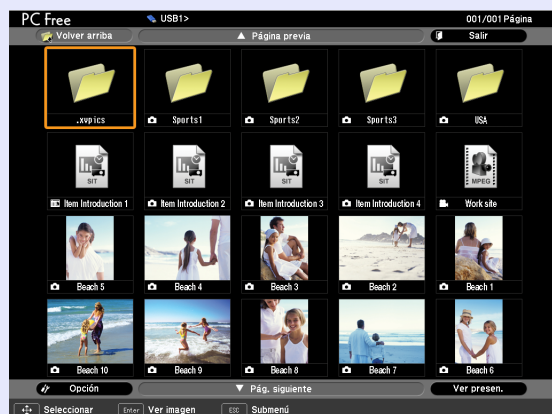 PC Free USB1> 001/001 Página
Volver arriba Página previa Salir
.xvpics Sports1 Sports2 Sports3 USA
SIT SIT SIT SIT MPEG
Item Introduction 1 Item Introduction 2 Item Introduction 3 Item Introduction 4 Work site
Beach 5 Beach 4 Beach 3 Beach 2 Beach 1
Beach 10 Beach 9 Beach 8 Beach 7 Beach 6
Opción Pág. siguiente Ver presen.
Seleccionar Enter Ver imagen ESC Submenú